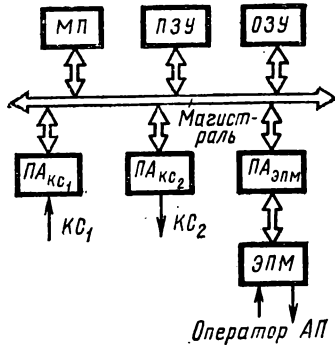 МП ПЗУ ОЗУ
Магист-
раль
ПАКС1 ПАКС2 ПАЭПМ
КС1 КС2
ЭПМ
Оператор АП